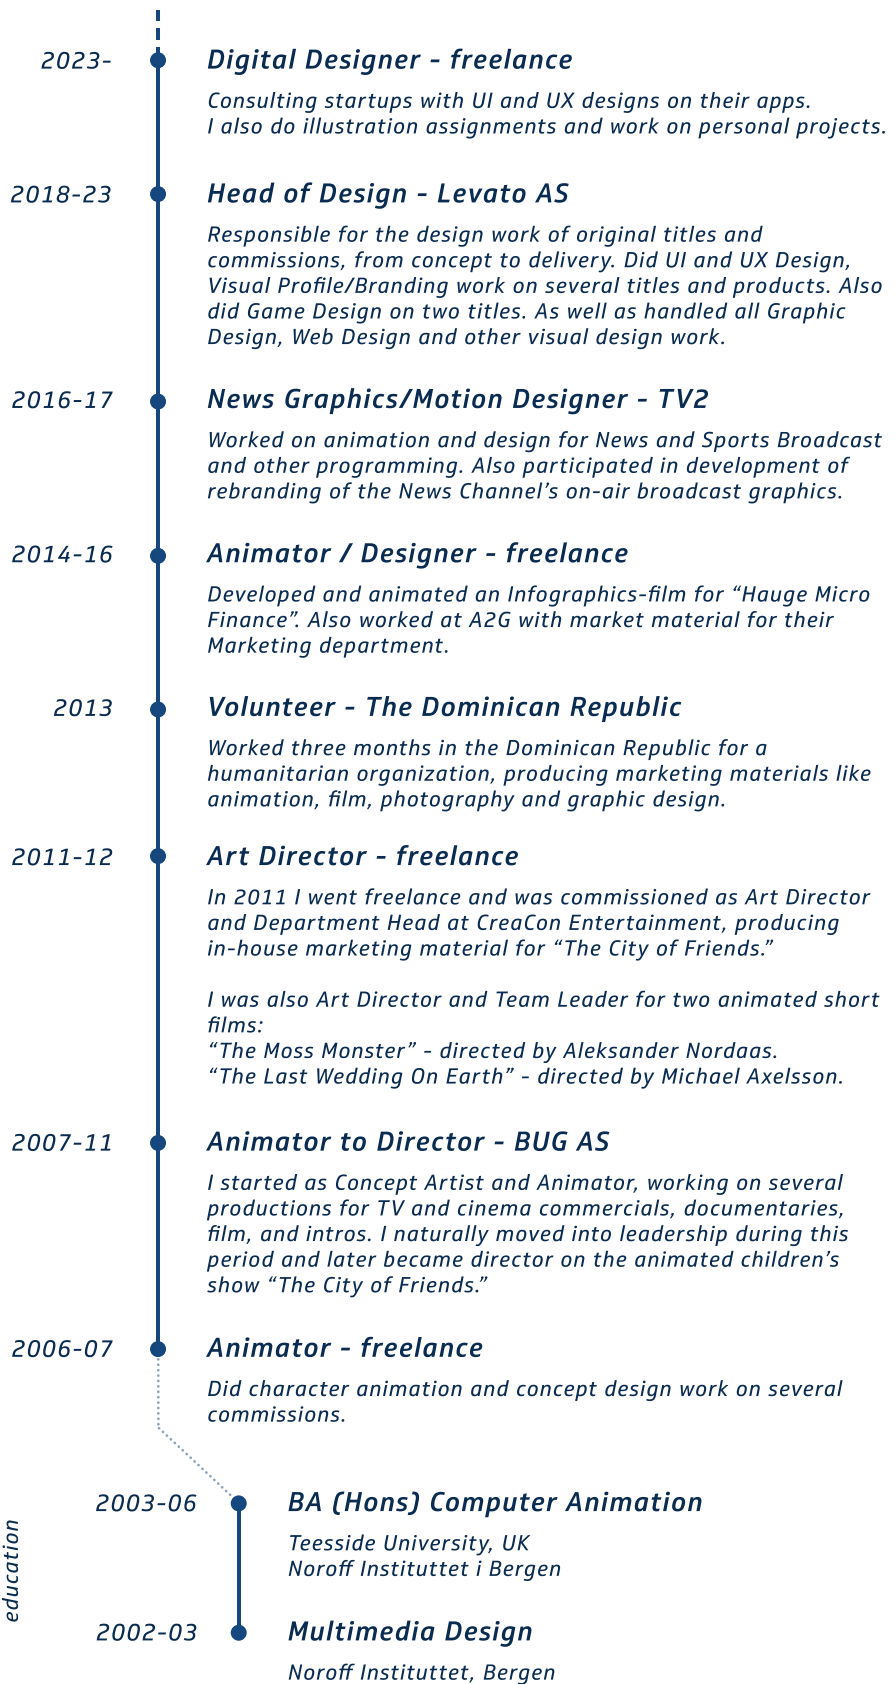 2023-
Digital Designer - freelance
Consulting startups with UI and UX designs on their apps.
I also do illustration assignments and work on personal projects.
2018-23
Head of Design - Levato AS
Responsible for the design work of original titles and
commissions, from concept to delivery. Did UI and UX Design,
Visual Profile/Branding work on several titles and products. Also
did Game Design on two titles. As well as handled all Graphic
Design, Web Design and other visual design work.
2016-17
News Graphics/Motion Designer - TV2
Worked on animation and design for News and Sports Broadcast
and other programming. Also participated in development of
rebranding of the News Channel’s on-air broadcast graphics.
2014-16
Animator / Designer - freelance
Developed and animated an Infographics-film for “Hauge Micro
Finance”. Also worked at A2G with market material for their
Marketing department.
2013
Volunteer - The Dominican Republic
Worked three months in the Dominican Republic for a
humanitarian organization, producing marketing materials like
animation, film, photography and graphic design.
2011-12
Art Director - freelance
In 2011 I went freelance and was commissioned as Art Director
and Department Head at CreaCon Entertainment, producing
in-house marketing material for “The City of Friends.”
I was also Art Director and Team Leader for two animated short
films:
“The Moss Monster” - directed by Aleksander Nordaas.
“The Last Wedding On Earth” - directed by Michael Axelsson.
2007-11
Animator to Director - BUG AS
I started as Concept Artist and Animator, working on several
productions for TV and cinema commercials, documentaries,
film, and intros. I naturally moved into leadership during this
period and later became director on the animated children’s
show “The City of Friends.”
2006-07
Animator - freelance
Did character animation and concept design work on several
commissions.
education
2003-06
BA (Hons) Computer Animation
Teesside University, UK
Noroff Instituttet i Bergen
2002-03
Multimedia Design
Noroff Instituttet, Bergen